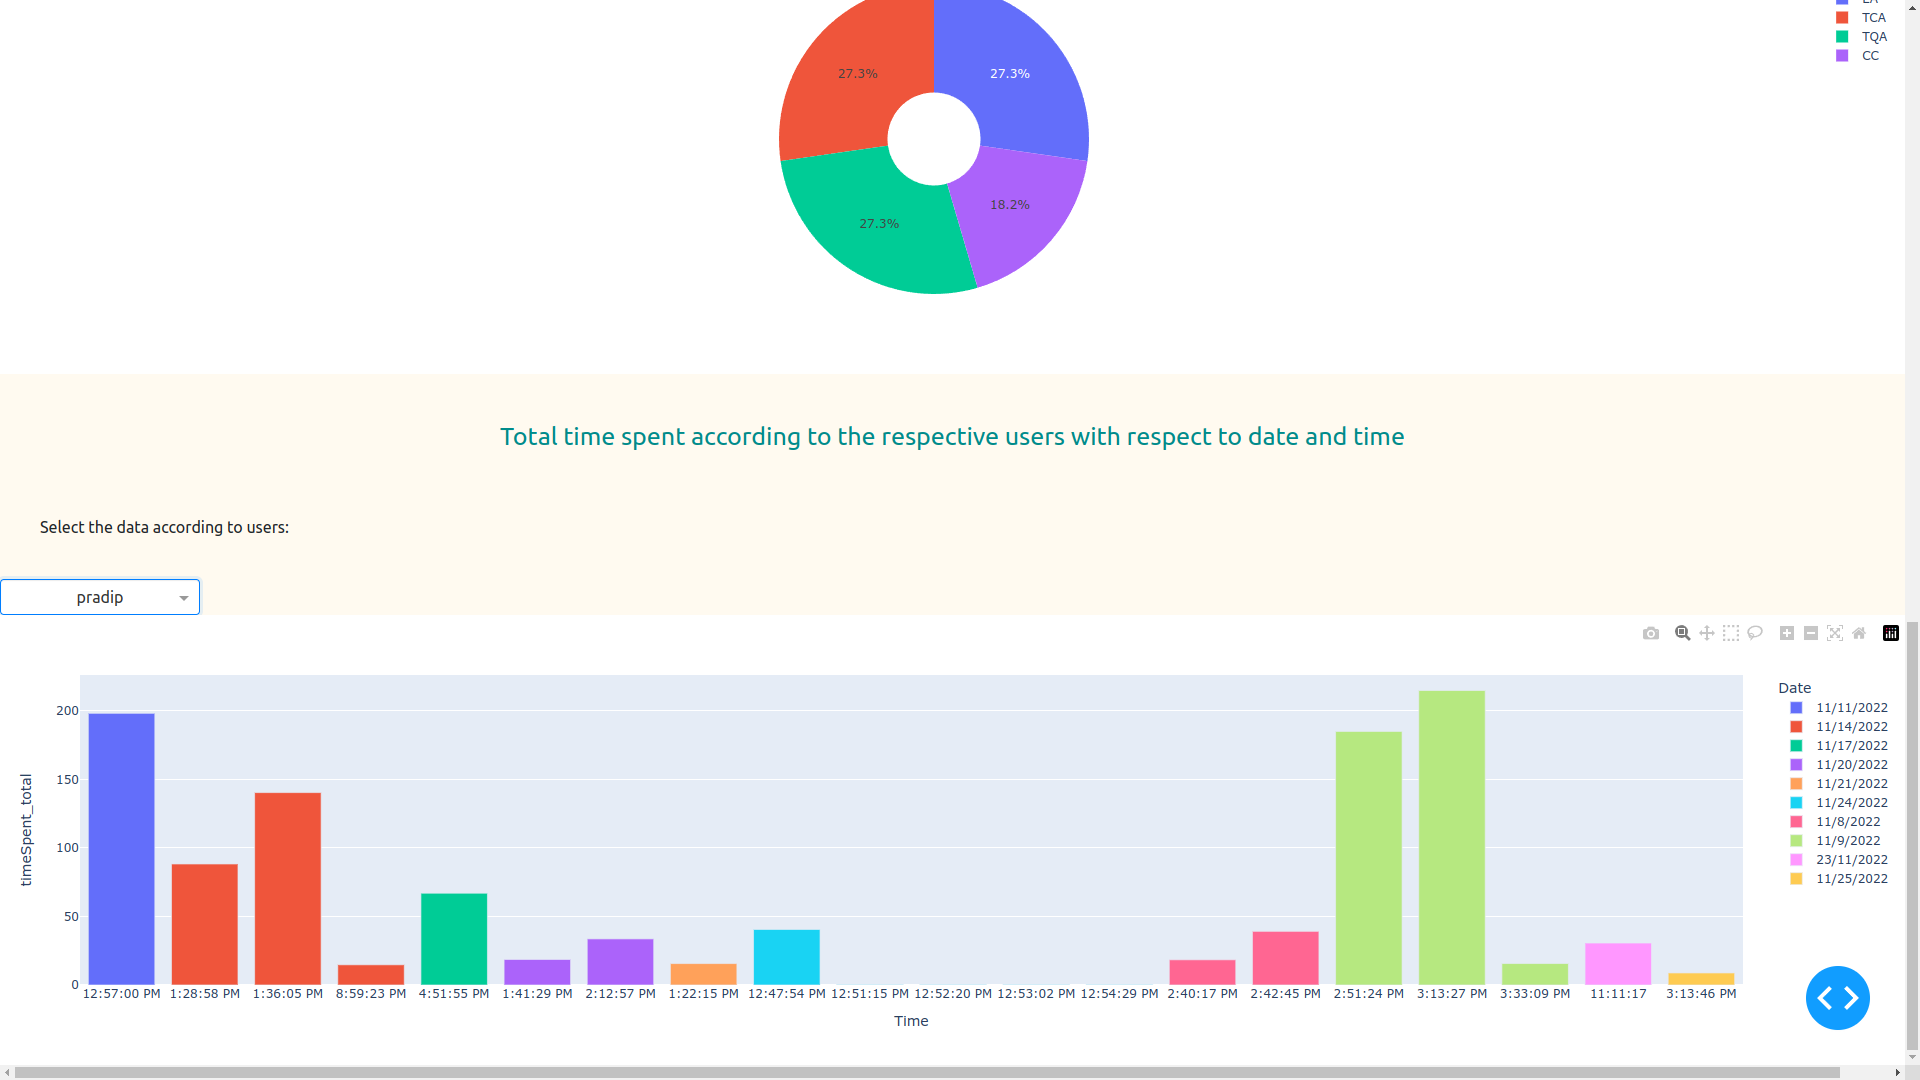 TCA
TQA
CC
27.3%
27.3%
18.2%
27.3%
Total time spent according to the respective users with respect to date and time
Select the data according to users:
pradip
Date
11/11/2022
11/14/2022
11/17/2022
11/20/2022
11/21/2022
11/24/2022
11/8/2022
11/9/2022
23/11/2022
11/25/2022
timeSpent_total
200
150
100
50
0
12:57:00 PM 1:28:58 PM 1:36:05 PM 8:59:23 PM 4:51:55 PM 1:41:29 PM 2:12:57 PM 1:22:15 PM 12:47:54 PM 12:51:15 PM 12:52:20 PM 12:53:02 PM 12:54:29 PM 2:40:17 PM 2:42:45 PM 2:51:24 PM 3:13:27 PM 3:33:09 PM 11:11:17 3:13:46 PM
Time